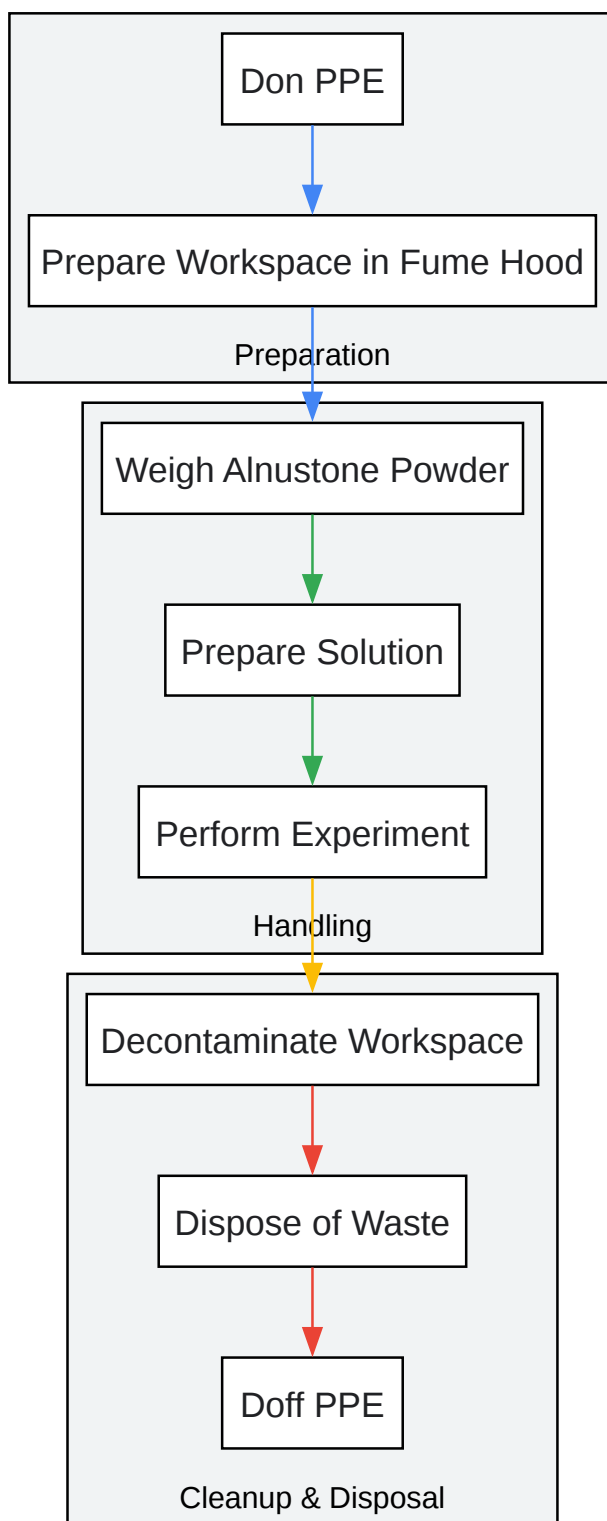 Don PPE
Prepare Workspace in Fume Hood
Preparation
Weigh Alnustone Powder
Prepare Solution
Perform Experiment
Handling
Decontaminate Workspace
Dispose of Waste
Doff PPE
Cleanup & Disposal